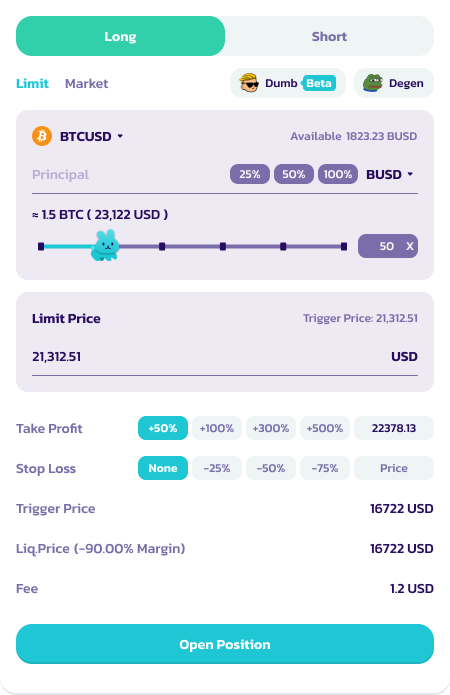 Long Short
Limit Market Dumb Beta Degen
BTCUSD Available 1823.23 BUSD
Principal 25% 50% 100% BUSD
≈ 1.5 BTC ( 23,122 USD )
50 X
Limit Price Trigger Price: 21,312.51
21,312.51 USD
Take Profit +50% +100% +300% +500% 22378.13
Stop Loss None -25% -50% -75% Price
Trigger Price 16722 USD
Liq.Price (-90.00% Margin) 16722 USD
Fee 1.2 USD
Open Position